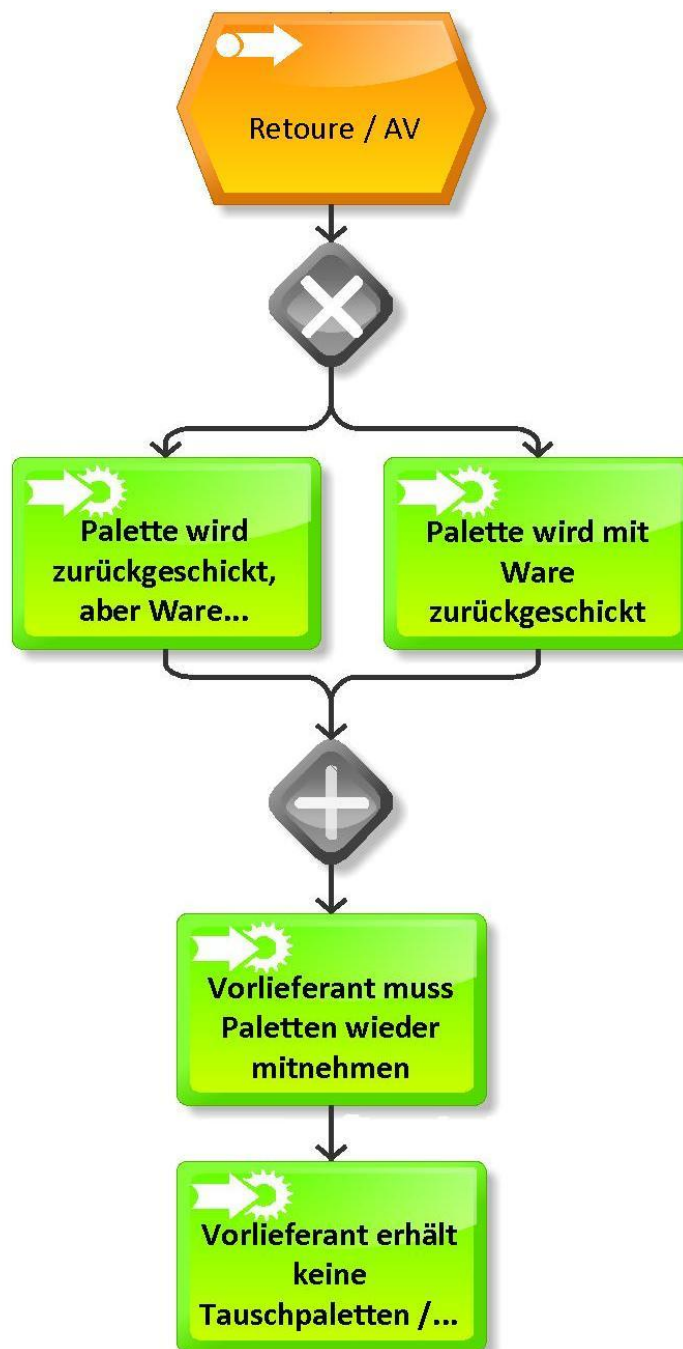 Retoure / AV
Palette wird
zurückgeschickt,
aber Ware...
Palette wird mit
Ware
zurückgeschickt
Vorlieferant muss
Paletten wieder
mitnehmen
Vorlieferant erhält
keine
Tauschpaletten /...